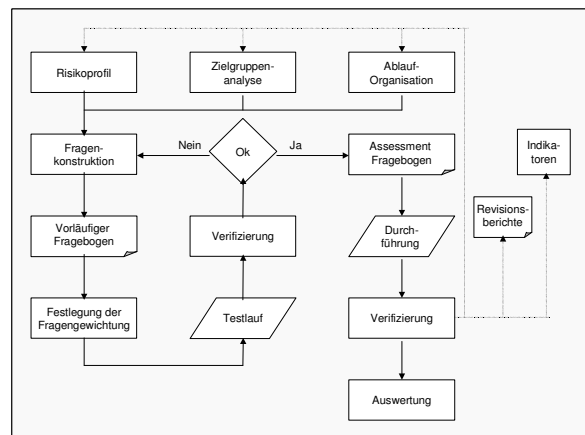 Risikoprofil
Zielgruppen-
analyse
Ablauf-
Organisation
Fragen-
konstruktion
Nein
Ok
Ja
Assessment
Fragebogen
Indika-
toren
Vorläufiger
Fragebogen
Verifizierung
Durch-
führung
Revisions-
berichte
Festlegung der
Fragengewichtung
Testlauf
Verifizierung
Auswertung